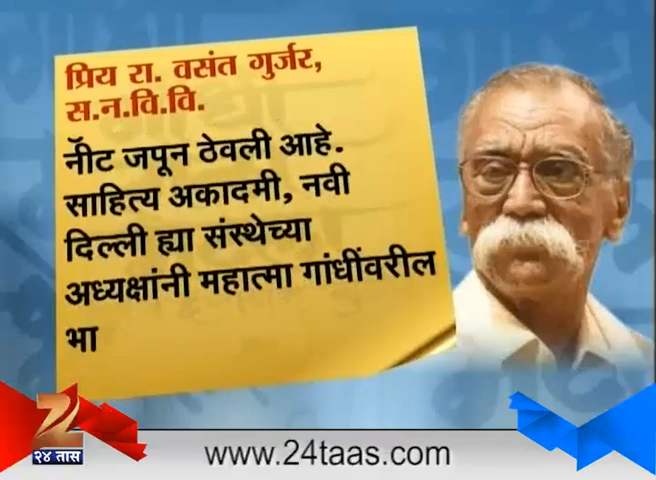 प्रिय रा. वसंत गुर्जर,
स.न.वि.वि.
नॅीट जपून ठेवली आहे.
साहित्य अकादमी, नवी
दिल्ली ह्या संस्थेच्या
अध्यक्षांनी महात्मा गांधींवरील
भा
२४ तास
www.24taas.com